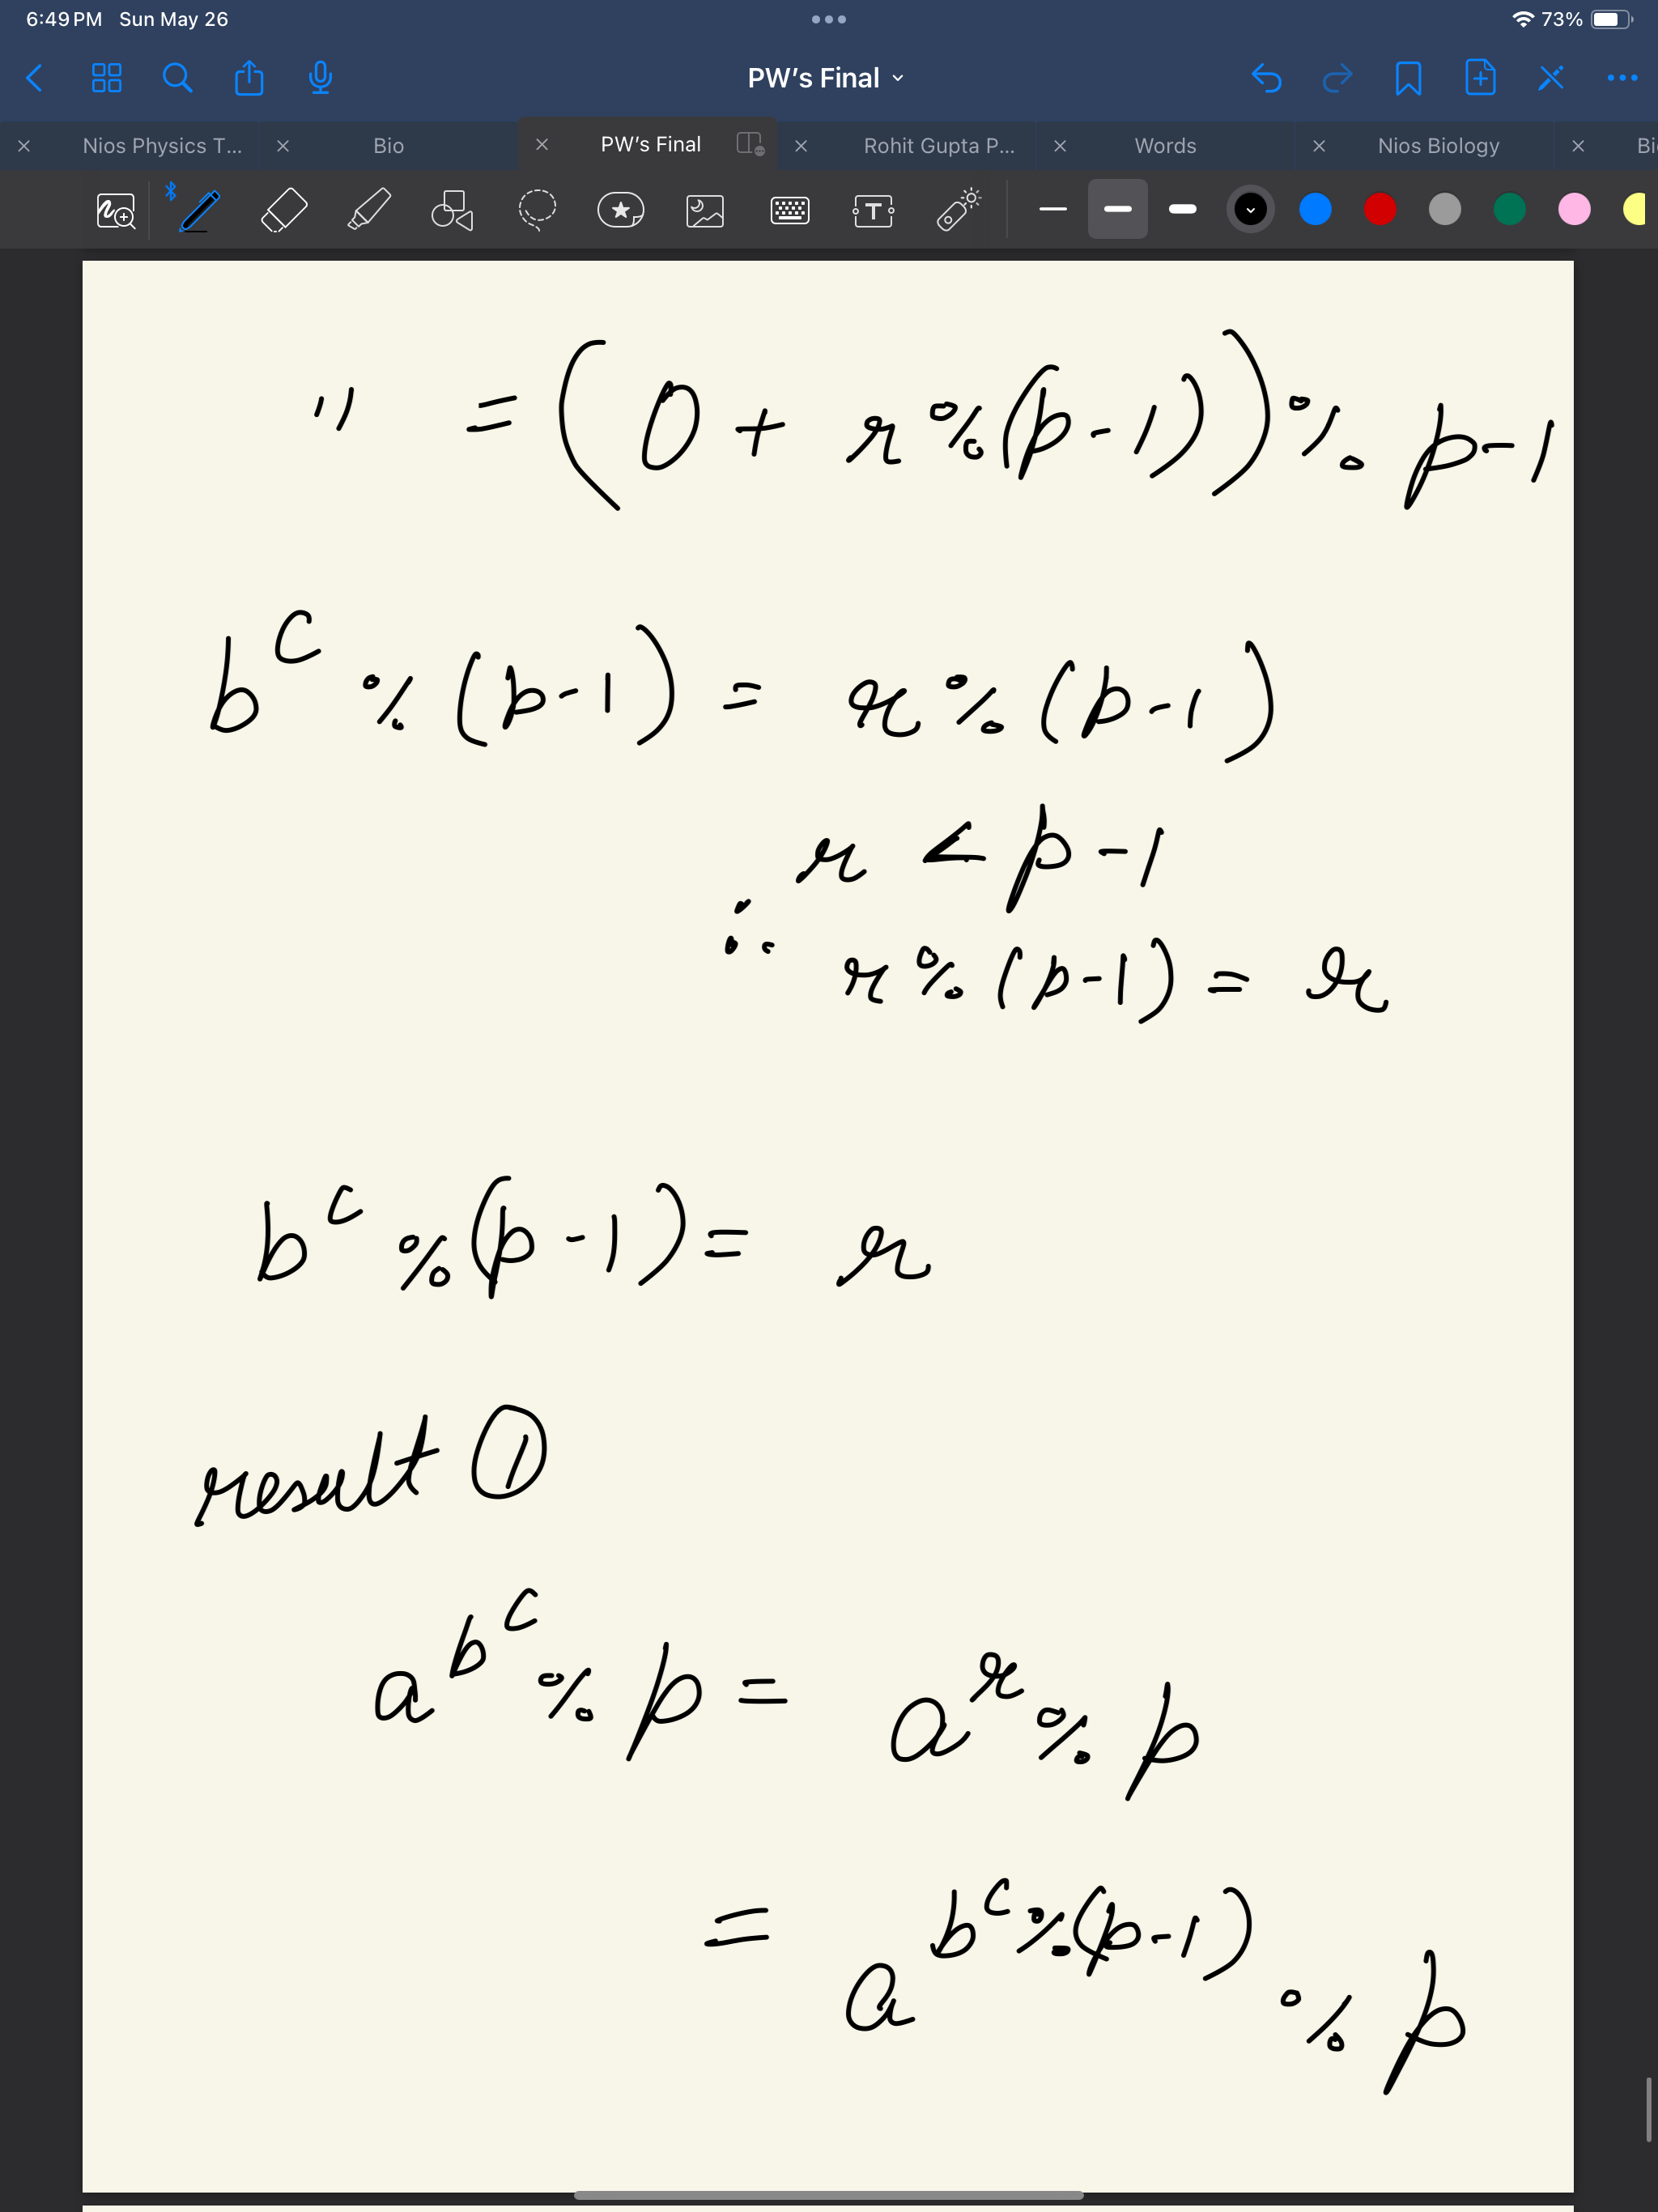 6:49 PM Sun May 26
73%
PW's Final
Nios Physics T...
Bio
PW's Final
Rohit Gupta P...
Words
Nios Biology
Bi
T
" = (0 + r % (p-1)) % p-1
b^c % (p-1) = r % (p-1)
r < p-1
∴ r % (p-1) = r
b^c % (p-1) = r
result ①
a^b^c % p = a^r % p
= a^b^c%(p-1) % p